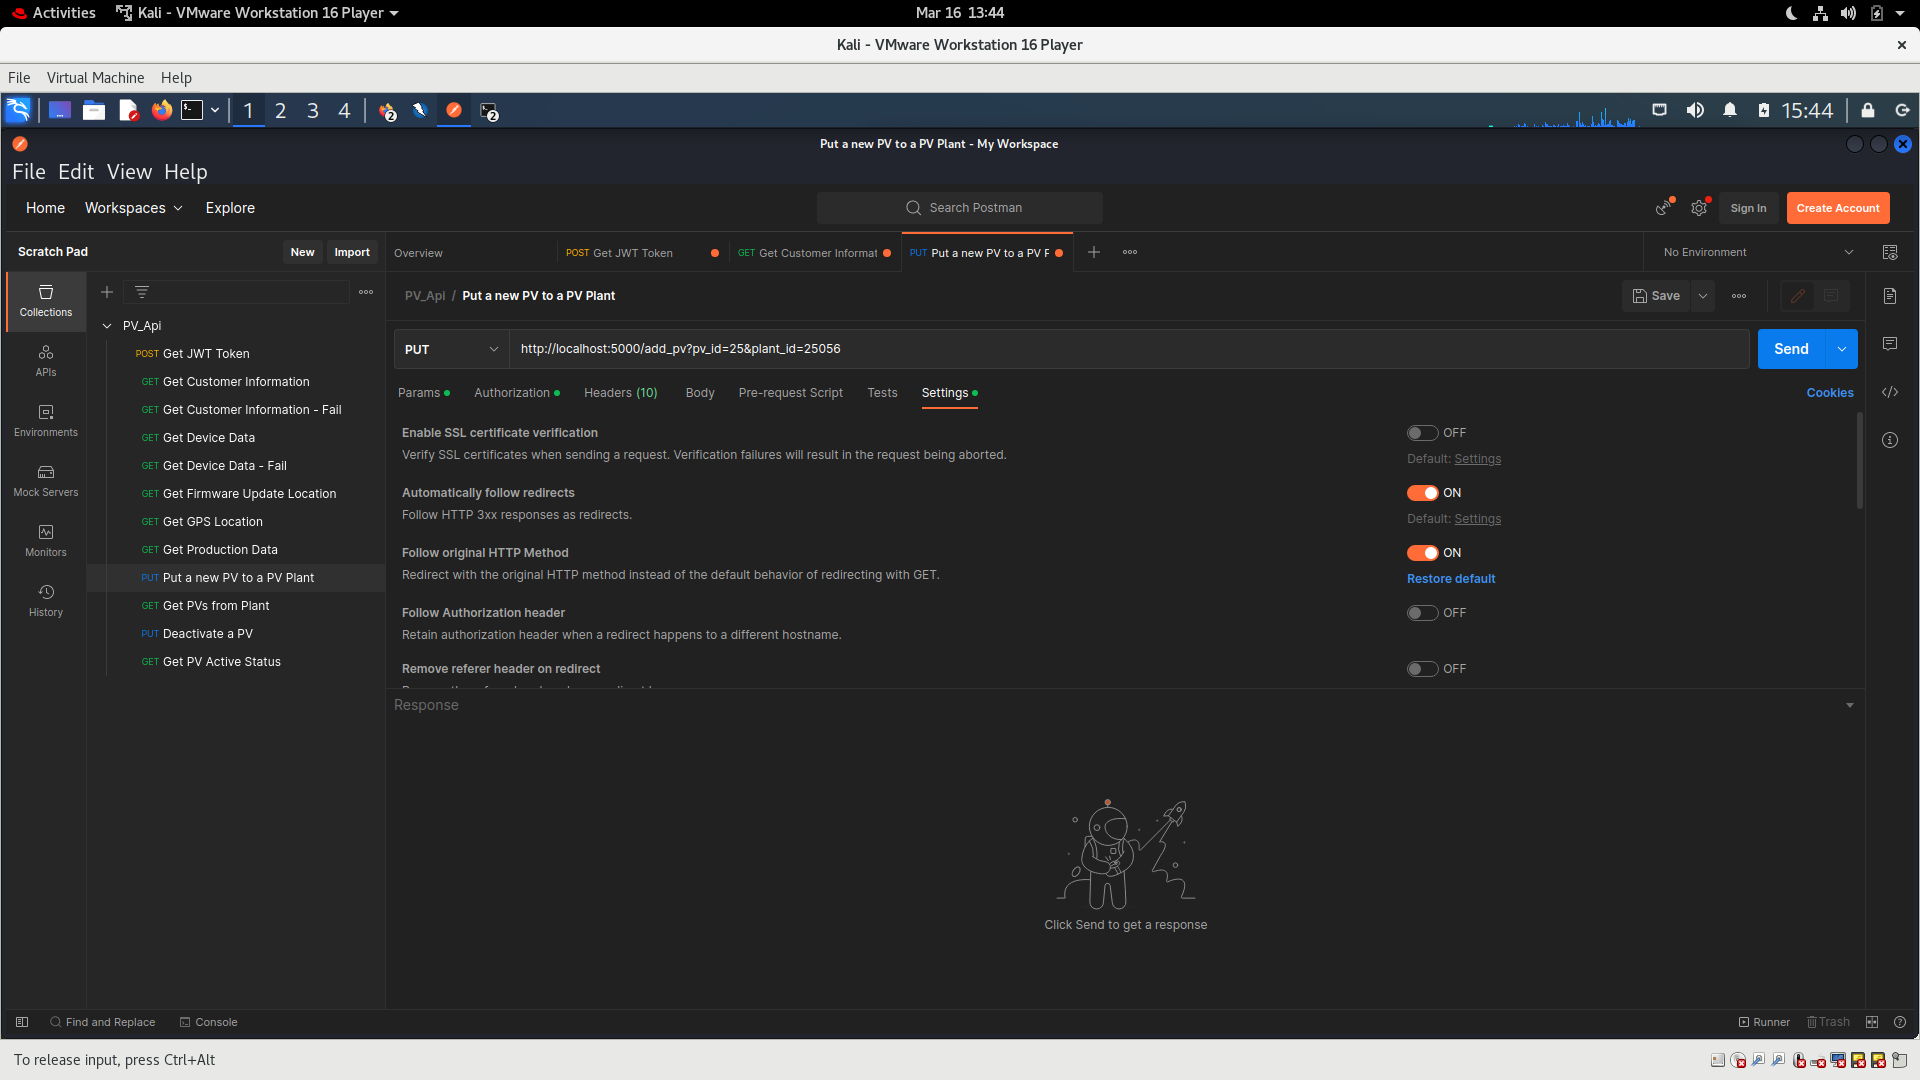 Activities Kali - VMware Workstation 16 Player Mar 16 13:44
Kali - VMware Workstation 16 Player
File Virtual Machine Help
1 2 3 4 2 2 15:44
Put a new PV to a PV Plant - My Workspace
File Edit View Help
Home Workspaces Explore Search Postman Sign In Create Account
Scratch Pad New Import Overview POST Get JWT Token GET Get Customer Informat PUT Put a new PV to a PV P No Environment
Collections
APIs
Environments
Mock Servers
Monitors
History
PV_Api
POST Get JWT Token
GET Get Customer Information
GET Get Customer Information - Fail
GET Get Device Data
GET Get Device Data - Fail
GET Get Firmware Update Location
GET Get GPS Location
GET Get Production Data
PUT Put a new PV to a PV Plant
GET Get PVs from Plant
PUT Deactivate a PV
GET Get PV Active Status
PV_Api / Put a new PV to a PV Plant Save
PUT http://localhost:5000/add_pv?pv_id=25&plant_id=25056 Send
Params Authorization Headers (10) Body Pre-request Script Tests Settings Cookies
Enable SSL certificate verification OFF
Verify SSL certificates when sending a request. Verification failures will result in the request being aborted. Default: Settings
Automatically follow redirects ON
Follow HTTP 3xx responses as redirects. Default: Settings
Follow original HTTP Method ON
Redirect with the original HTTP method instead of the default behavior of redirecting with GET. Restore default
Follow Authorization header OFF
Retain authorization header when a redirect happens to a different hostname.
Remove referer header on redirect OFF
Response
Click Send to get a response
Find and Replace Console Runner Trash
To release input, press Ctrl+Alt